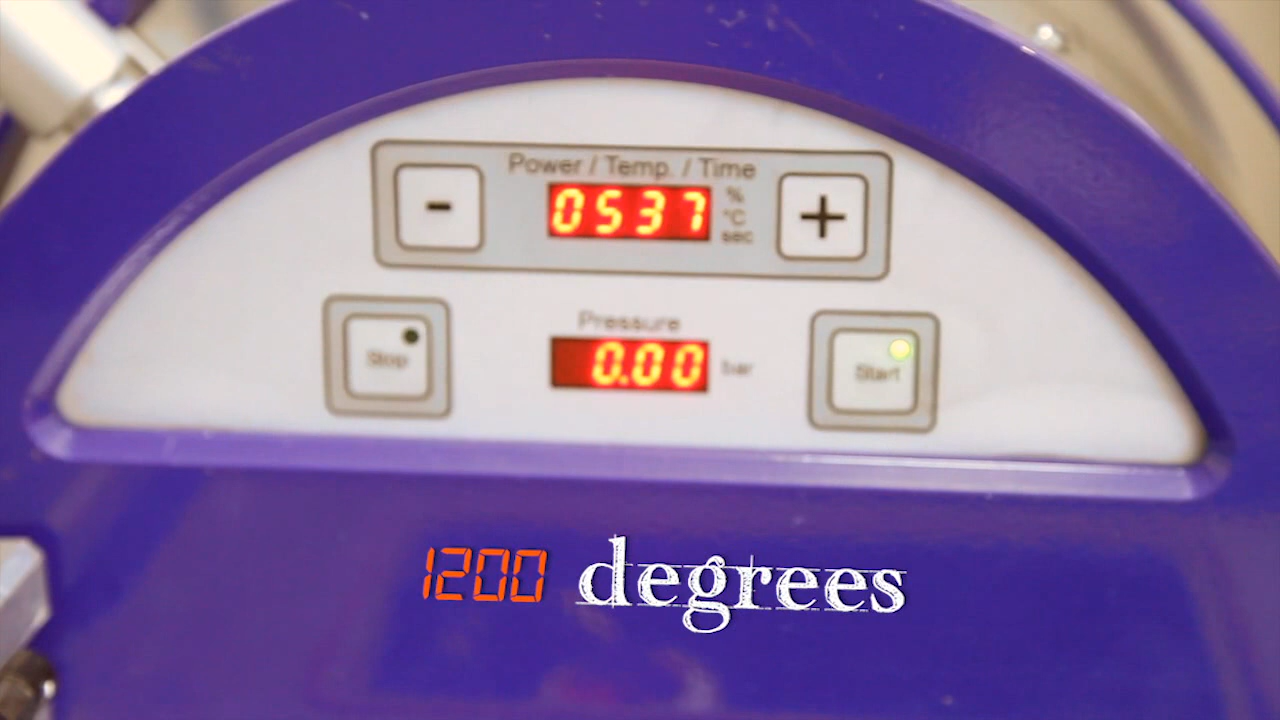 Power / Temp. / Time
- 0537 % +
°C
sec
Pressure
Stop 0.00 bar Start
1200 degrees